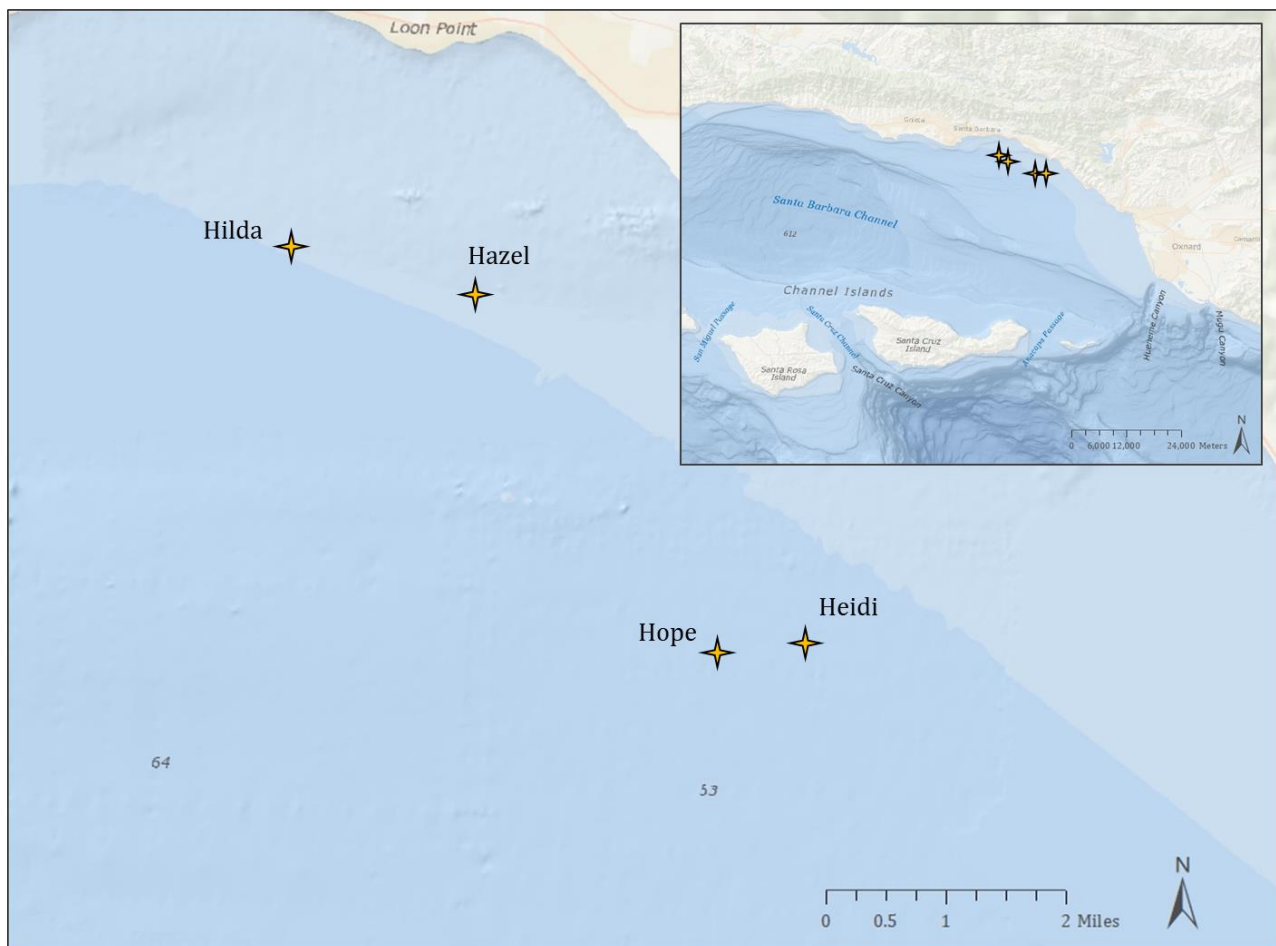 Loon Point
Hilda
Hazel
Hope
Heidi
64
53
N
0 0.5 1 2 Miles
Goleta
Santa Barbara
Santa Barbara Channel
612
Oxnard
Channel Islands
San Miguel Passage
Santa Cruz Channel
Santa Cruz
Island
Anacapa Passage
Hueneme Canyon
Mugu Canyon
Santa Rosa
Island
Santa Cruz Canyon
N
0 6,000 12,000 24,000 Meters